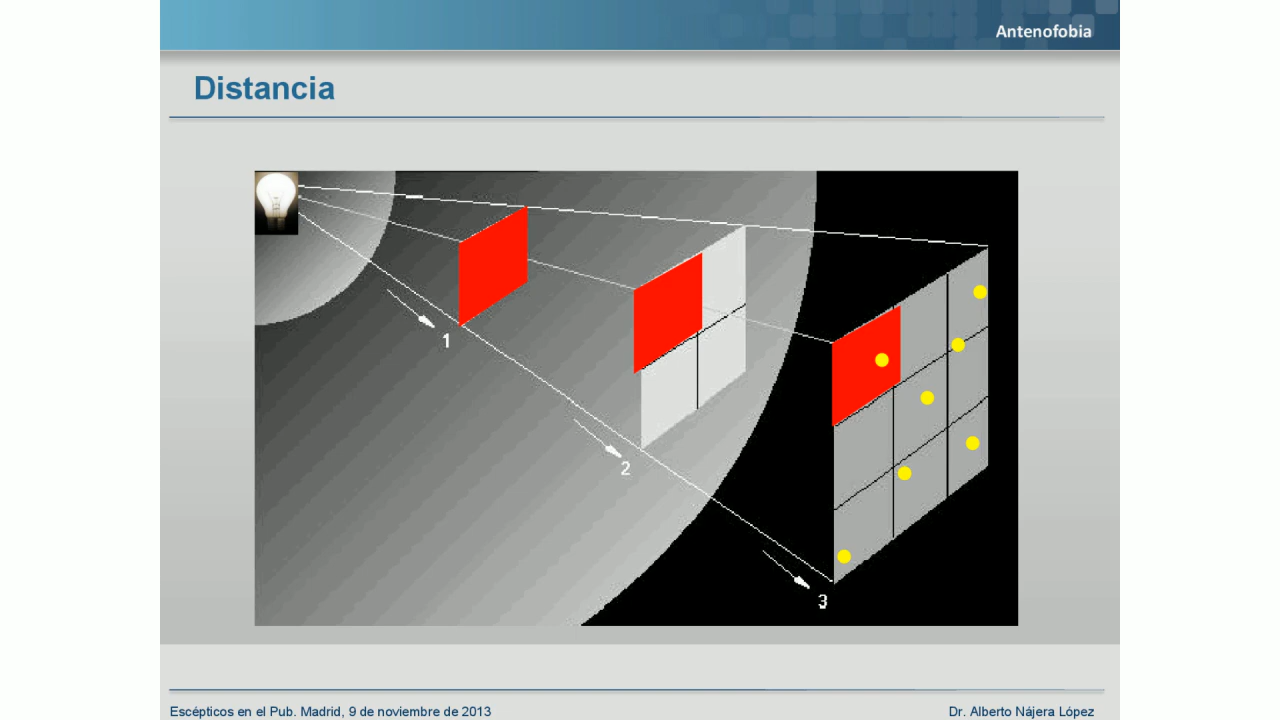 Antenofobia
Distancia
1
2
3
Escépticos en el Pub. Madrid, 9 de noviembre de 2013
Dr. Alberto Nájera López